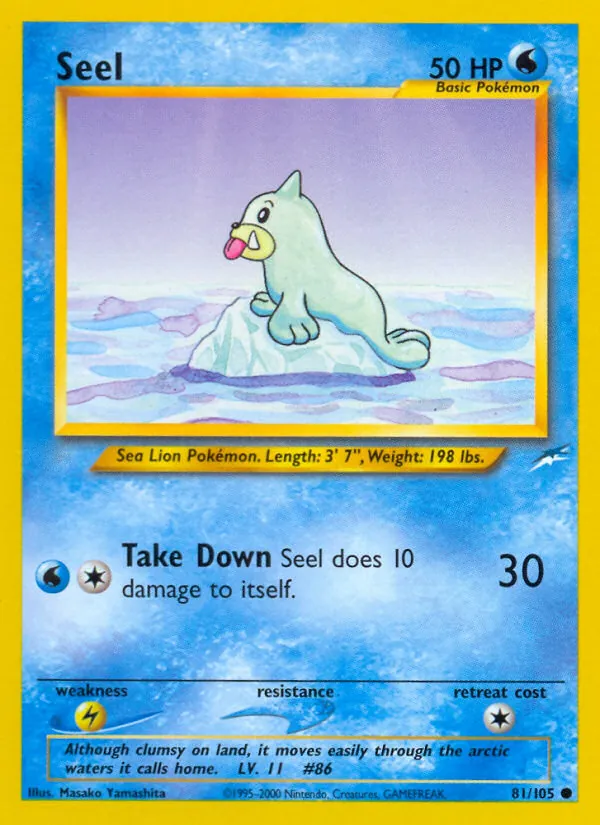 Seel
50 HP
Basic Pokémon
Sea Lion Pokémon. Length: 3' 7", Weight: 198 lbs.
Take Down Seel does 10
damage to itself.
30
weakness
resistance
retreat cost
Although clumsy on land, it moves easily through the arctic
waters it calls home. LV. 11 #86
Illus. Masako Yamashita
©1995-2000 Nintendo, Creatures, GAMEFREAK.
81/105